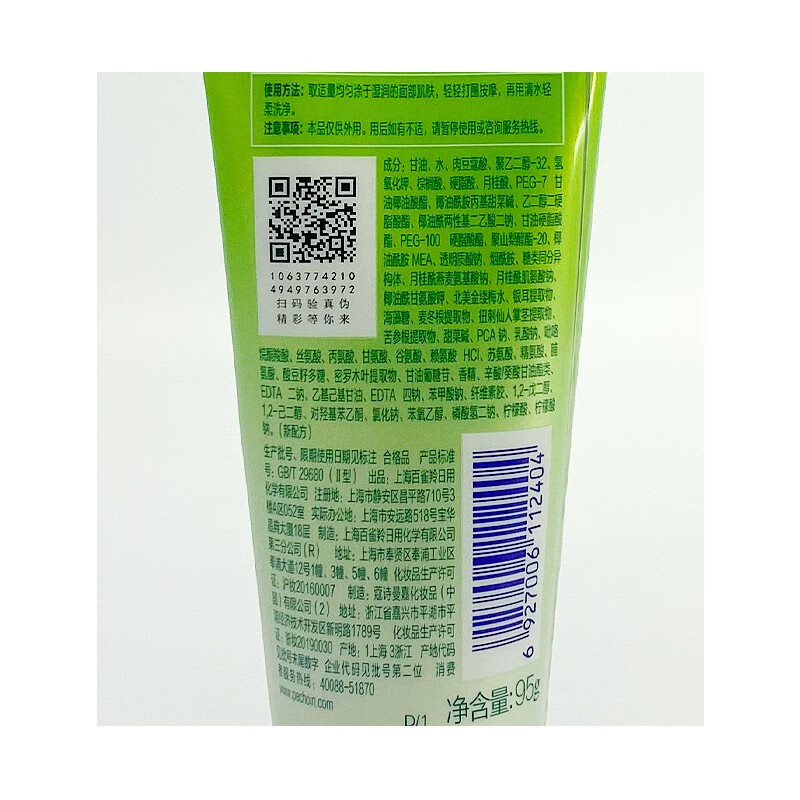 使用方法：取适量均匀涂于湿润的面部肌肤，轻轻打圈按摩，再用清水轻
柔洗净。
注意事项：本品仅供外用。用后如有不适，请暂停使用或咨询服务热线。
成分：甘油，水、肉豆蔻酸、聚乙二醇-32、氢
氧化钾、棕榈酸、硬脂酸、月桂酸、PEG-7 甘
油椰油酸酯、椰油酰胺丙基甜菜碱、乙二醇二硬
脂酸酯、椰油酰两性基二乙酸二钠、甘油硬脂酸
酯、PEG-100 硬脂酸酯、聚山梨醇酯-20、椰
油酰胺 MEA、透明质酸钠、烟酰胺、糖类同分异
构体、月桂酰燕麦氨基酸钠、月桂酰肌氨酸钠、
椰油酰甘氨酸钾、北美金缕梅水、银耳提取物、
海藻糖、麦冬根提取物、扭刺仙人掌茎提取物、
苦参根提取物、甜菜碱、PCA 钠、乳酸钠、吡咯
烷酮羧酸、丝氨酸、丙氨酸、甘氨酸、谷氨酸、赖氨酸 HCl、苏氨酸、精氨酸、脯
氨酸、酸豆籽多糖、密罗木叶提取物、甘油葡糖苷、香精、辛酸/癸酸甘油酯类、
EDTA 二钠、乙基己基甘油、EDTA 四钠、苯甲酸钠、纤维素胶、1,2-戊二醇、
1,2-己二醇、对羟基苯乙酮、氯化钠、苯氧乙醇、磷酸氢二钠、柠檬酸、柠檬酸
钠。（新配方）
1063774210
4949763972
扫码验真伪
精彩等你来
生产批号、限期使用日期见标注 合格品 产品标准
号：GB/T 29680（Ⅱ型） 出品：上海百雀羚日用
化学有限公司 注册地：上海市静安区昌平路710号3
楼A区052室 实际办公地：上海市安远路518号宝华
晶典大厦18层 制造：上海百雀羚日用化学有限公司
第三分公司（R） 地址：上海市奉贤区奉浦工业区
粤浦大道12号1幢、3幢、5幢、6幢 化妆品生产许可
证：沪妆20160007 制造：蔻诗曼嘉化妆品（中
国）有限公司（2） 地址：浙江省嘉兴市平湖市平
湖经济技术开发区新明路1789号 化妆品生产许可
证：浙妆20190030 产地：1上海 3浙江 产地代码
见批号末尾数字 企业代码见批号第二位 消费
者服务热线：40088-51870
www.pechoin.com
6 927006 112404
D/1
净含量:95g